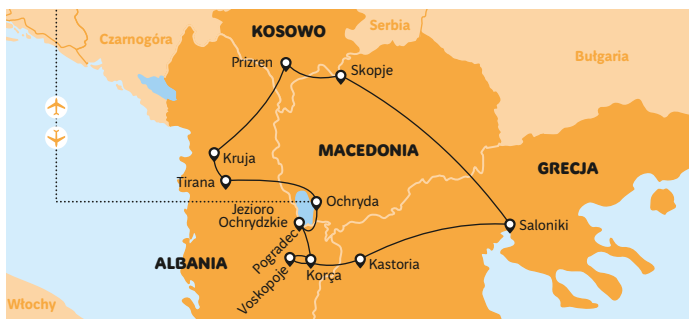 KOSOWO
Serbia
Czarnogóra
Bułgaria
Prizren
Skopje
MACEDONIA
Kruja
GRECJA
Tirana
Ochryda
Jezioro
Ochrydzkie
Saloniki
Pogradec
ALBANIA
Voskopoje
Korça
Kastoria
Włochy